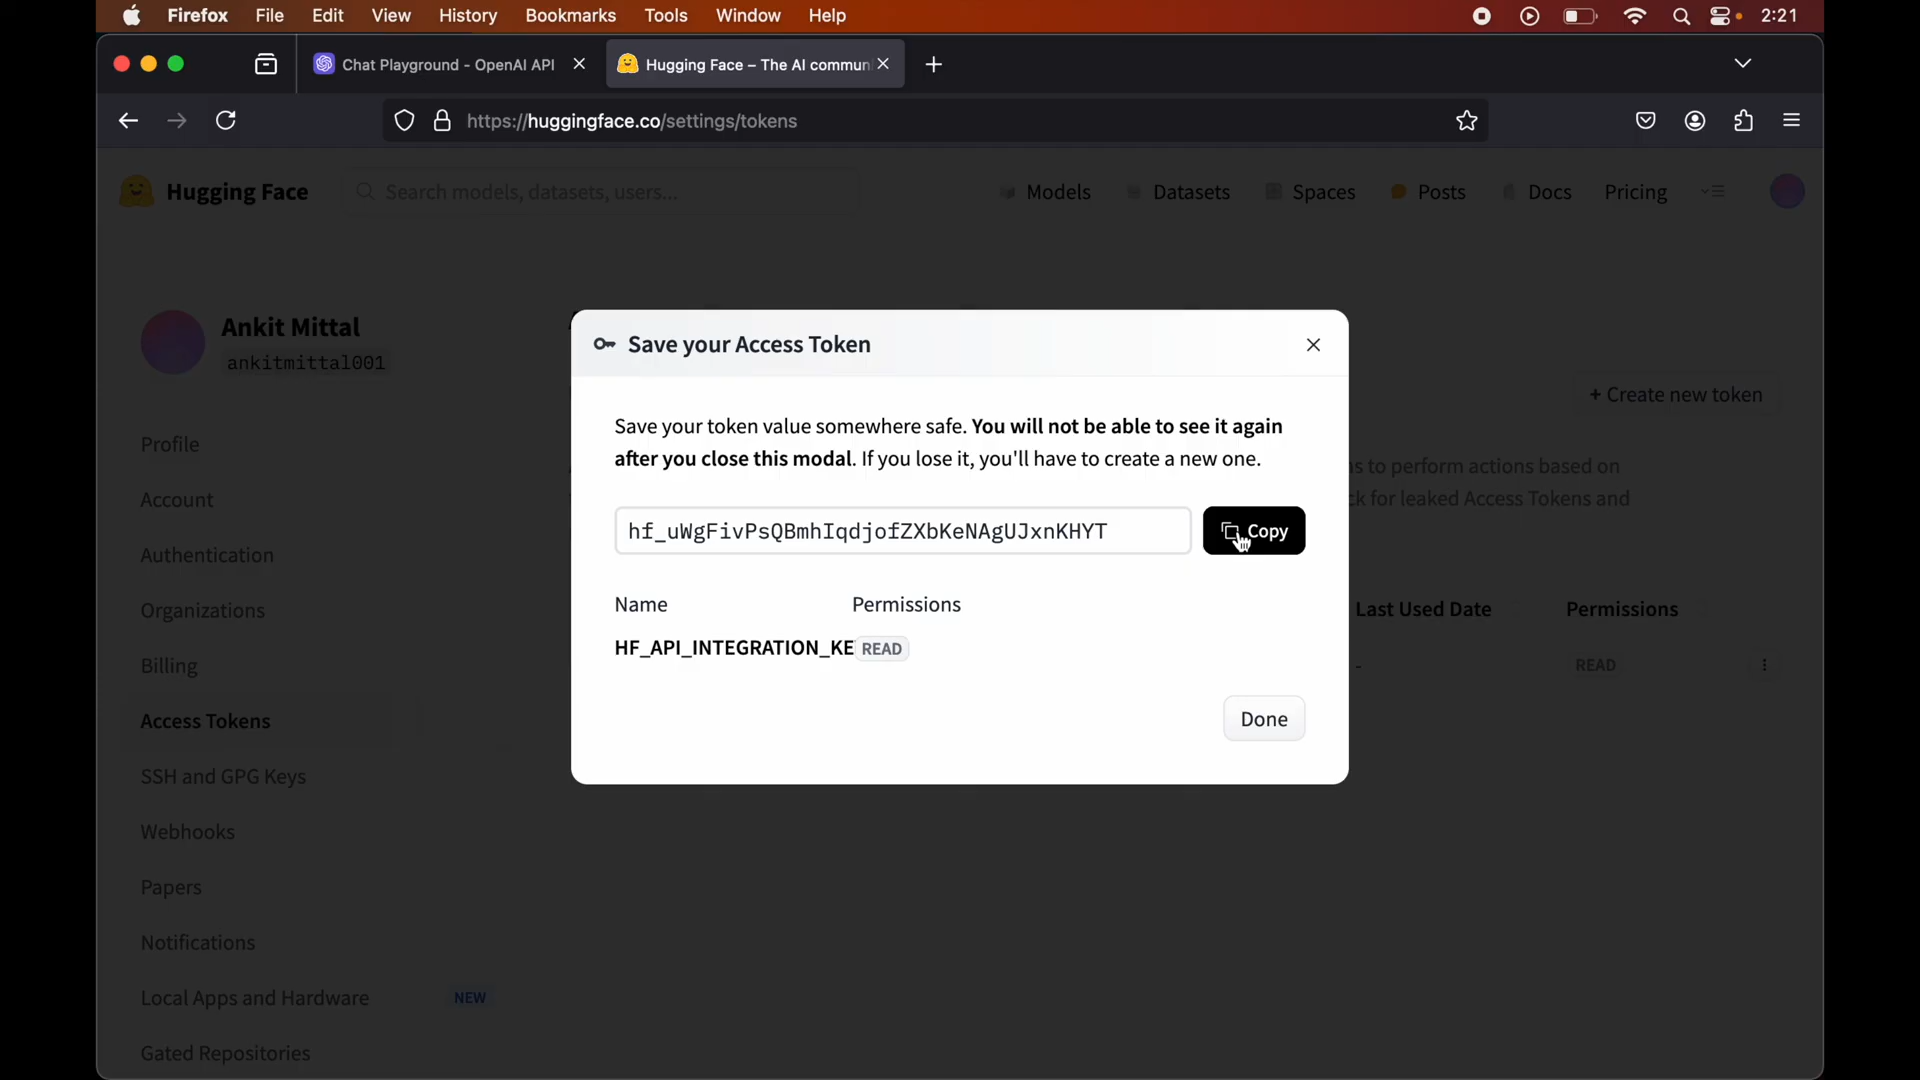 Firefox File Edit View History Bookmarks Tools Window Help 2:21
Chat Playground - OpenAI API
Hugging Face – The AI commun
https://huggingface.co/settings/tokens
Hugging Face
Search models, datasets, users...
Models Datasets Spaces Posts Docs Pricing
Ankit Mittal
ankitmittal001
Profile
Account
Authentication
Organizations
Billing
Access Tokens
SSH and GPG Keys
Webhooks
Papers
Notifications
Local Apps and Hardware NEW
Gated Repositories
Save your Access Token
Save your token value somewhere safe. You will not be able to see it again
after you close this modal. If you lose it, you'll have to create a new one.
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
Copy
Name Permissions
HF_API_INTEGRATION_KE READ
Done
+ Create new token
to perform actions based on
for leaked Access Tokens and
Last Used Date Permissions
- READ